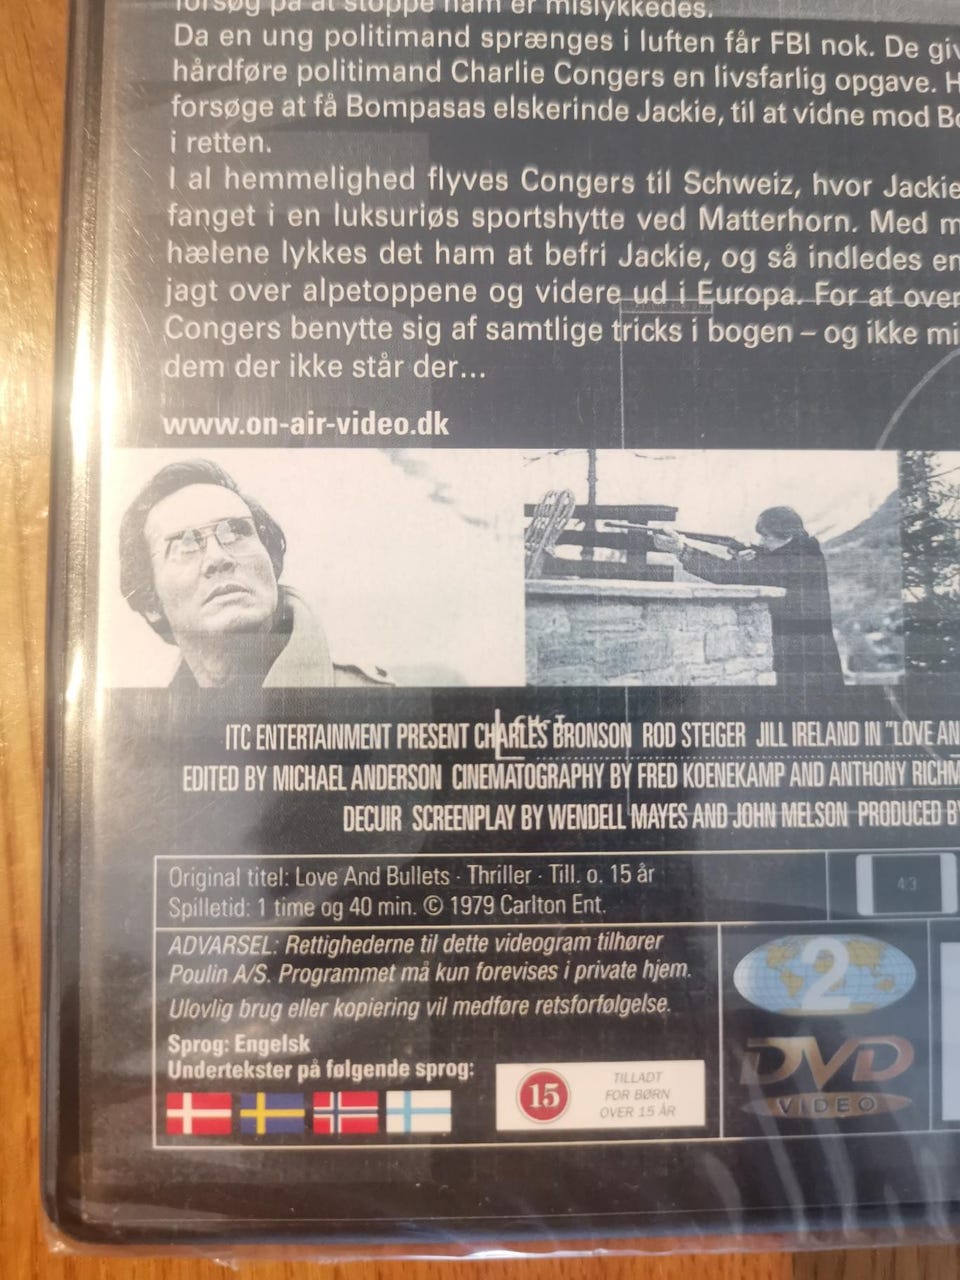 forsøg på at stoppe ham er mislykkedes.
Da en ung politimand sprænges i luften får FBI nok. De giv
hårdføre politimand Charlie Congers en livsfarlig opgave. H
forsøge at få Bompasas elskerinde Jackie, til at vidne mod Bo
i retten.
I al hemmelighed flyves Congers til Schweiz, hvor Jackie
fanget i en luksuriøs sportshytte ved Matterhorn. Med m
hælene lykkes det ham at befri Jackie, og så indledes en
jagt over alpetoppene og videre ud i Europa. For at over
Congers benytte sig af samtlige tricks i bogen – og ikke mi
dem der ikke står der...
www.on-air-video.dk
ITC ENTERTAINMENT PRESENT CHARLES BRONSON ROD STEIGER JILL IRELAND IN "LOVE AN
EDITED BY MICHAEL ANDERSON CINEMATOGRAPHY BY FRED KOENEKAMP AND ANTHONY RICHM
DECUIR SCREENPLAY BY WENDELL MAYES AND JOHN MELSON PRODUCED BY
Original titel: Love And Bullets · Thriller · Till. o. 15 år
Spilletid: 1 time og 40 min. © 1979 Carlton Ent.
4:3
ADVARSEL: Rettighederne til dette videogram tilhører
Poulin A/S. Programmet må kun forevises i private hjem.
Ulovlig brug eller kopiering vil medføre retsforfølgelse.
2
Sprog: Engelsk
Undertekster på følgende sprog:
15
TILLADT
FOR BØRN
OVER 15 ÅR
DVD
VIDEO